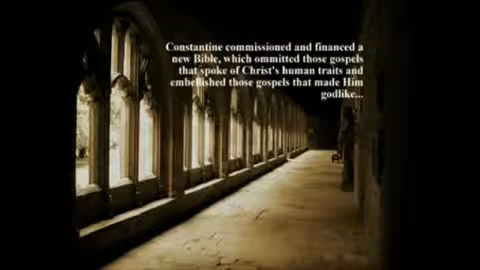 Constantine commissioned and financed a
new Bible, which ommitted those gospels
that spoke of Christ's human traits and
embellished those gospels that made Him
godlike...